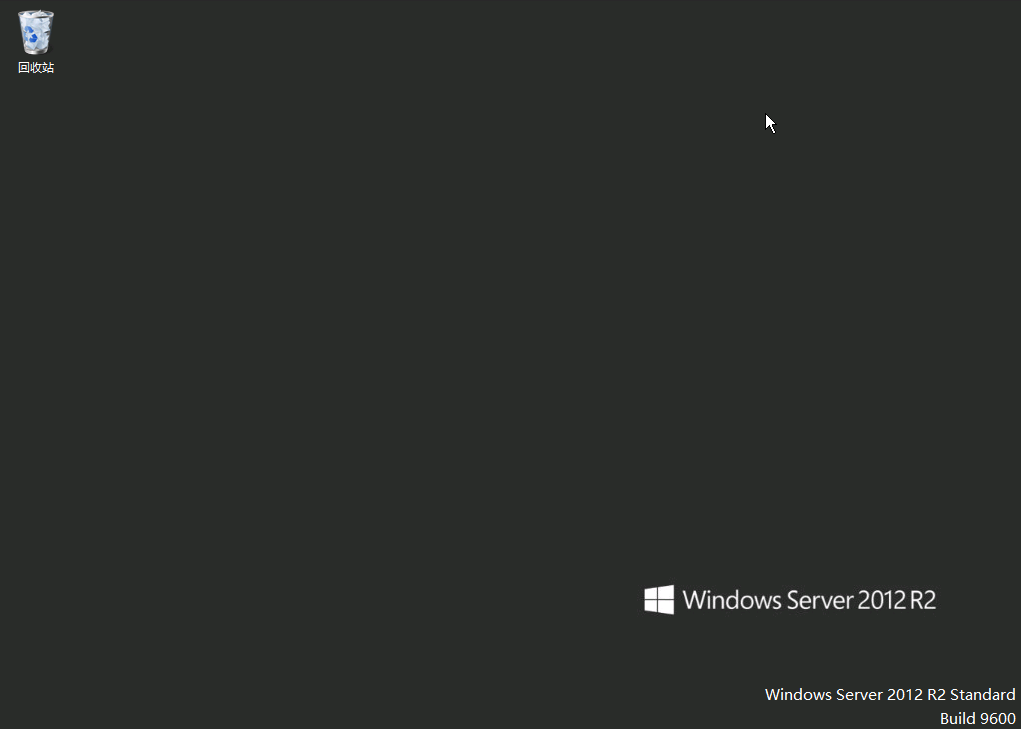 回收站
Windows Server 2012 R2
Windows Server 2012 R2 Standard
Build 9600